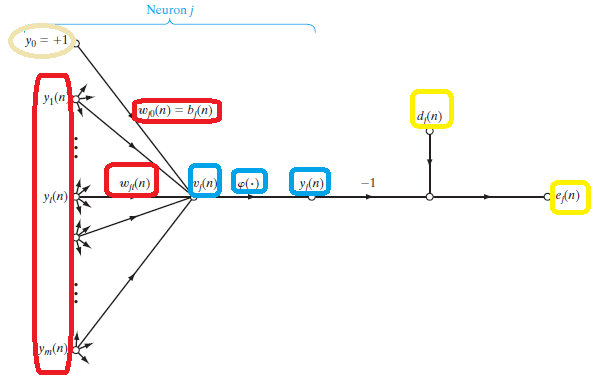 Neuron j
y₀ = +1
y₁(n)
wⱼ₀(n) = bⱼ(n)
dⱼ(n)
wⱼᵢ(n)
vⱼ(n)
φ(·)
yⱼ(n)
−1
yᵢ(n)
eⱼ(n)
yₘ(n)